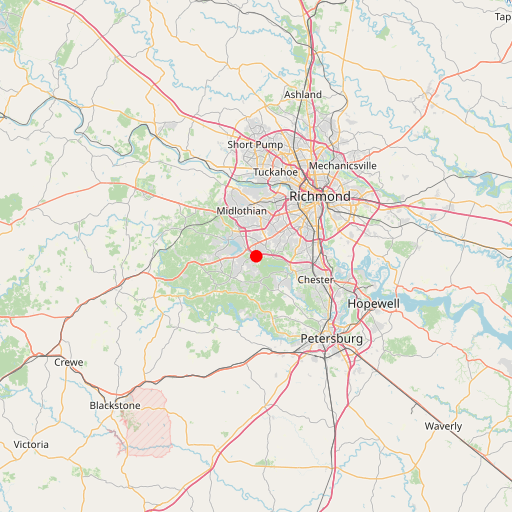 Tap
Ashland
Short Pump
Mechanicsville
Tuckahoe
Richmond
Midlothian
Chester
Hopewell
Petersburg
Crewe
Blackstone
Waverly
Victoria